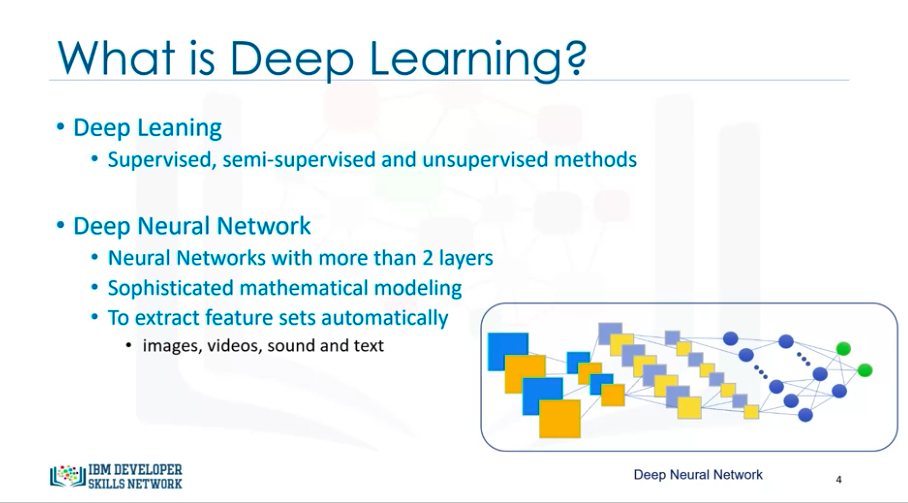 What is Deep Learning?
• Deep Leaning
• Supervised, semi-supervised and unsupervised methods
• Deep Neural Network
• Neural Networks with more than 2 layers
• Sophisticated mathematical modeling
• To extract feature sets automatically
• images, videos, sound and text
IBM DEVELOPER
SKILLS NETWORK
Deep Neural Network
4